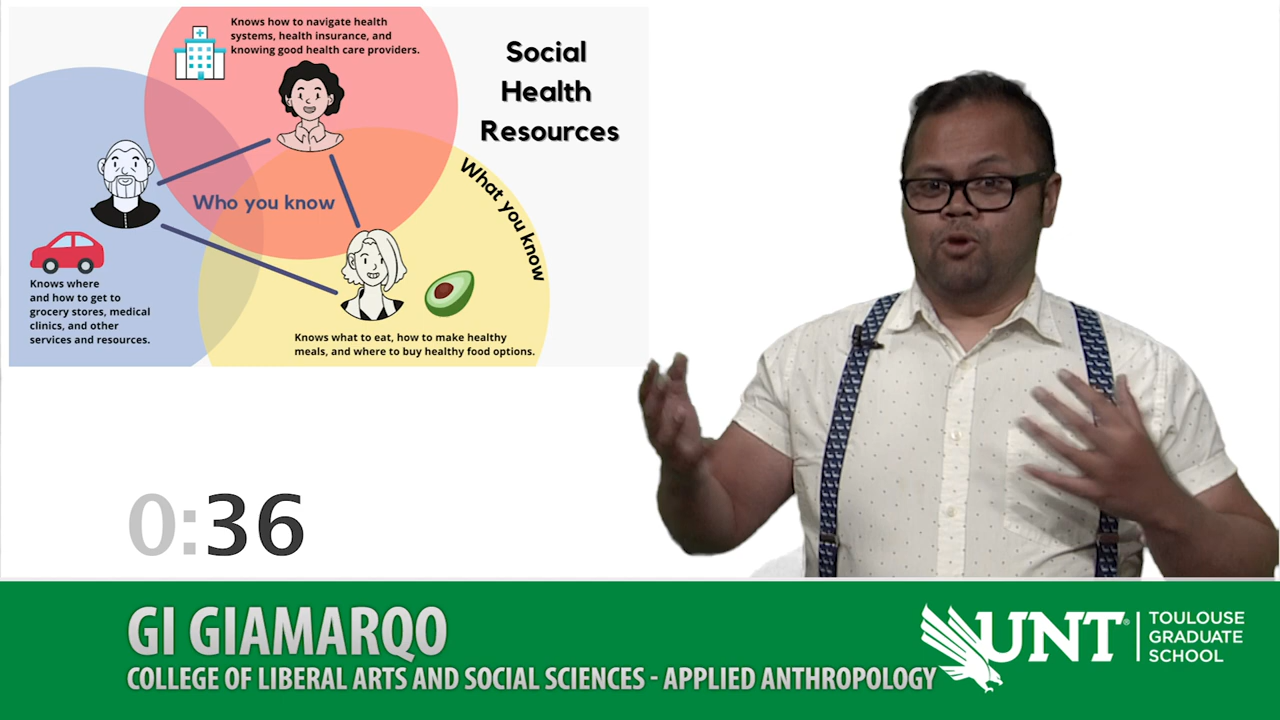 Knows how to navigate health
systems, health insurance, and
knowing good health care providers.
Social
Health
Resources
What you know
Who you know
Knows where
and how to get to
grocery stores, medical
clinics, and other
services and resources.
Knows what to eat, how to make healthy
meals, and where to buy healthy food options.
0:36
GI GIAMARQO
COLLEGE OF LIBERAL ARTS AND SOCIAL SCIENCES - APPLIED ANTHROPOLOGY
UNT®
TOULOUSE
GRADUATE
SCHOOL